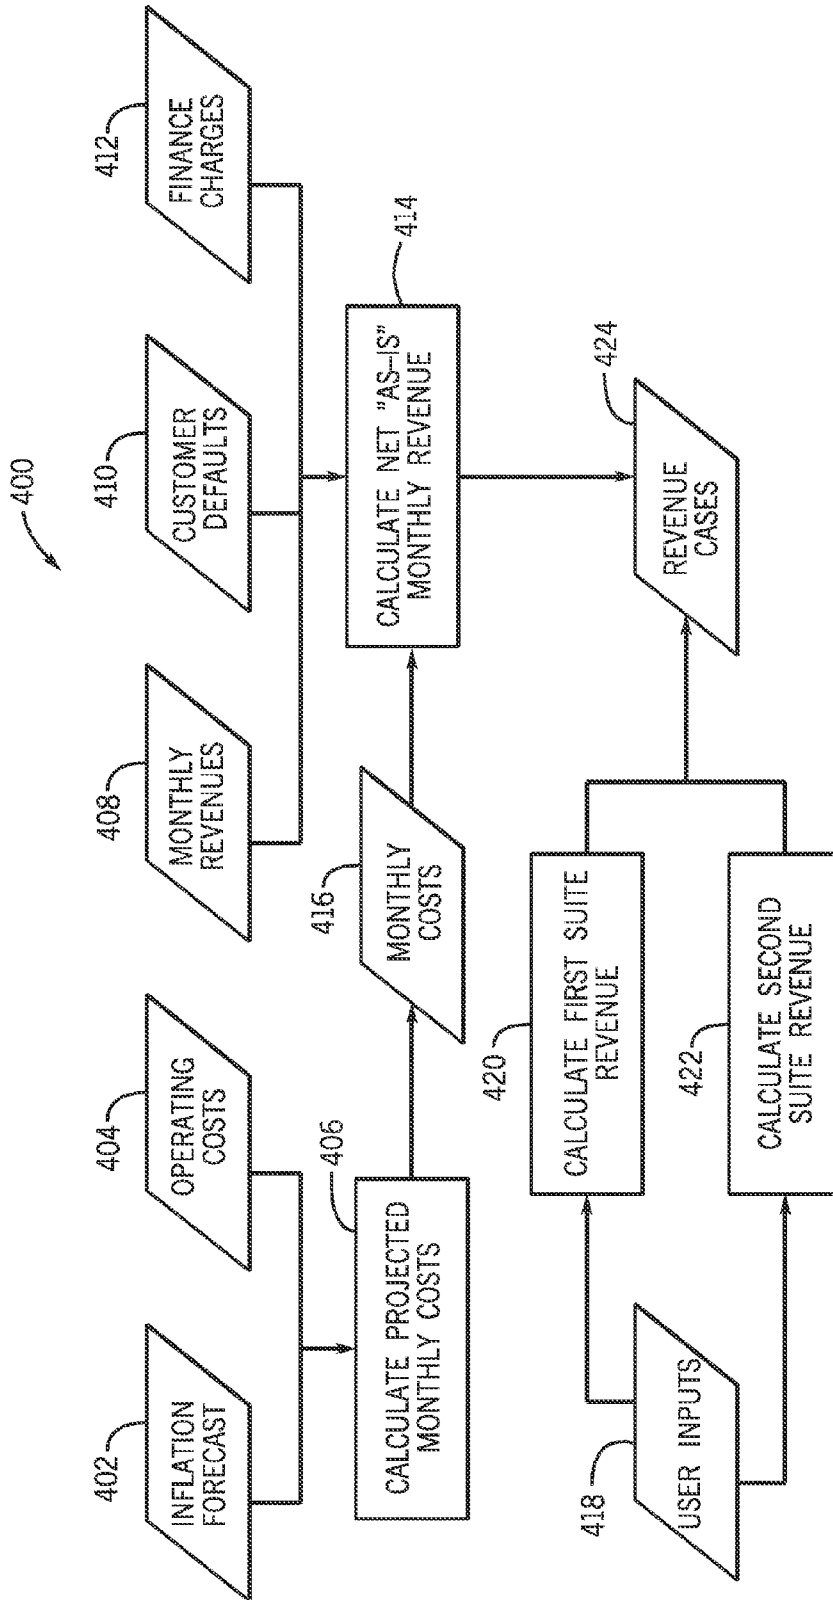 400
402
INFLATION
FORECAST
404
OPERATING
COSTS
408
MONTHLY
REVENUES
410
CUSTOMER
DEFAULTS
412
FINANCE
CHARGES
406
CALCULATE PROJECTED
MONTHLY COSTS
416
MONTHLY
COSTS
414
CALCULATE NET "AS-IS"
MONTHLY REVENUE
418
USER INPUTS
420
CALCULATE FIRST SUITE
REVENUE
422
CALCULATE SECOND
SUITE REVENUE
424
REVENUE
CASES